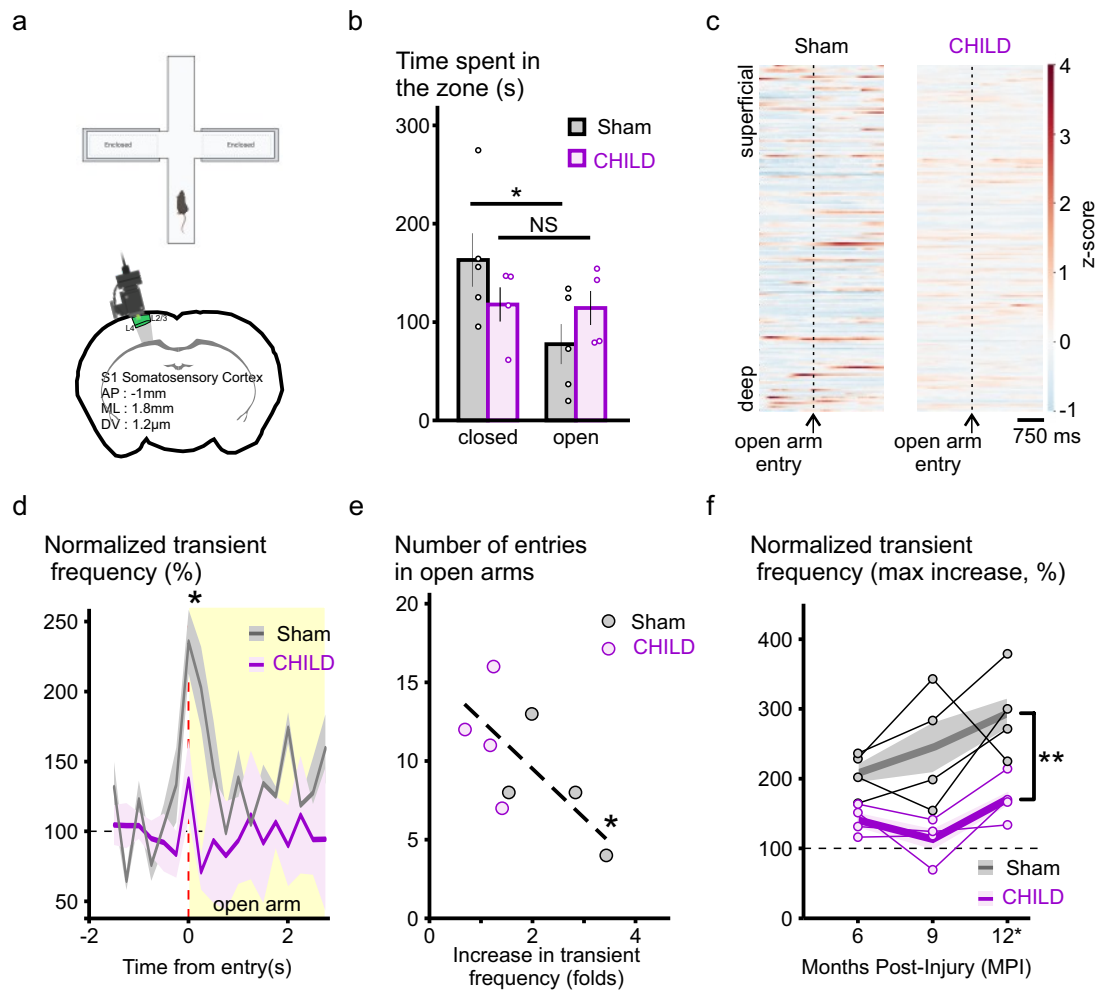 a
Enclosed
Enclosed
L4
L2/3
S1 Somatosensory Cortex
AP : -1mm
ML : 1.8mm
DV : 1.2µm
b
Time spent in
the zone (s)
300
200
100
0
Sham
CHILD
*
NS
closed
open
c
Sham
CHILD
superficial
deep
open arm
entry
open arm
entry
750 ms
4
3
2
1
0
-1
z-score
d
Normalized transient
frequency (%)
*
250
200
150
100
50
Sham
CHILD
open arm
-2
0
2
Time from entry(s)
e
Number of entries
in open arms
20
15
10
5
0
Sham
CHILD
*
0
2
4
Increase in transient
frequency (folds)
f
Normalized transient
frequency (max increase, %)
400
300
200
100
0
**
Sham
CHILD
6
9
12*
Months Post-Injury (MPI)